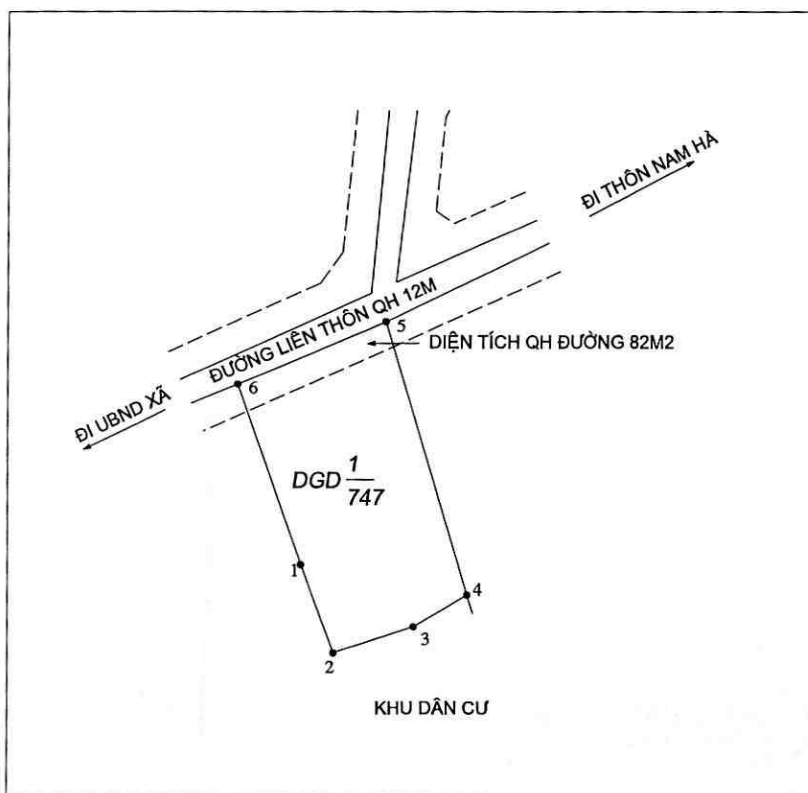 ĐI THÔN NAM HÀ
ĐƯỜNG LIÊN THÔN QH 12M
5
DIỆN TÍCH QH ĐƯỜNG 82M2
6
ĐI UBND XÃ
DGD 1/747
1
4
3
2
KHU DÂN CƯ